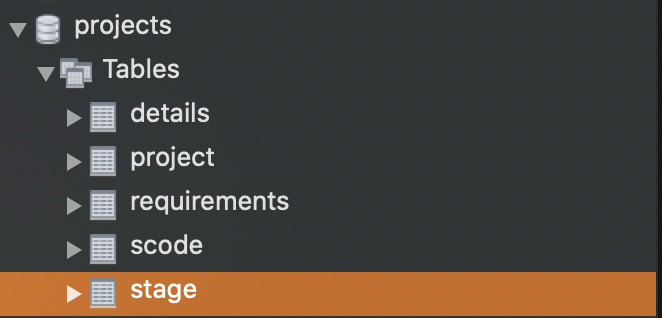 projects
Tables
details
project
requirements
scode
stage